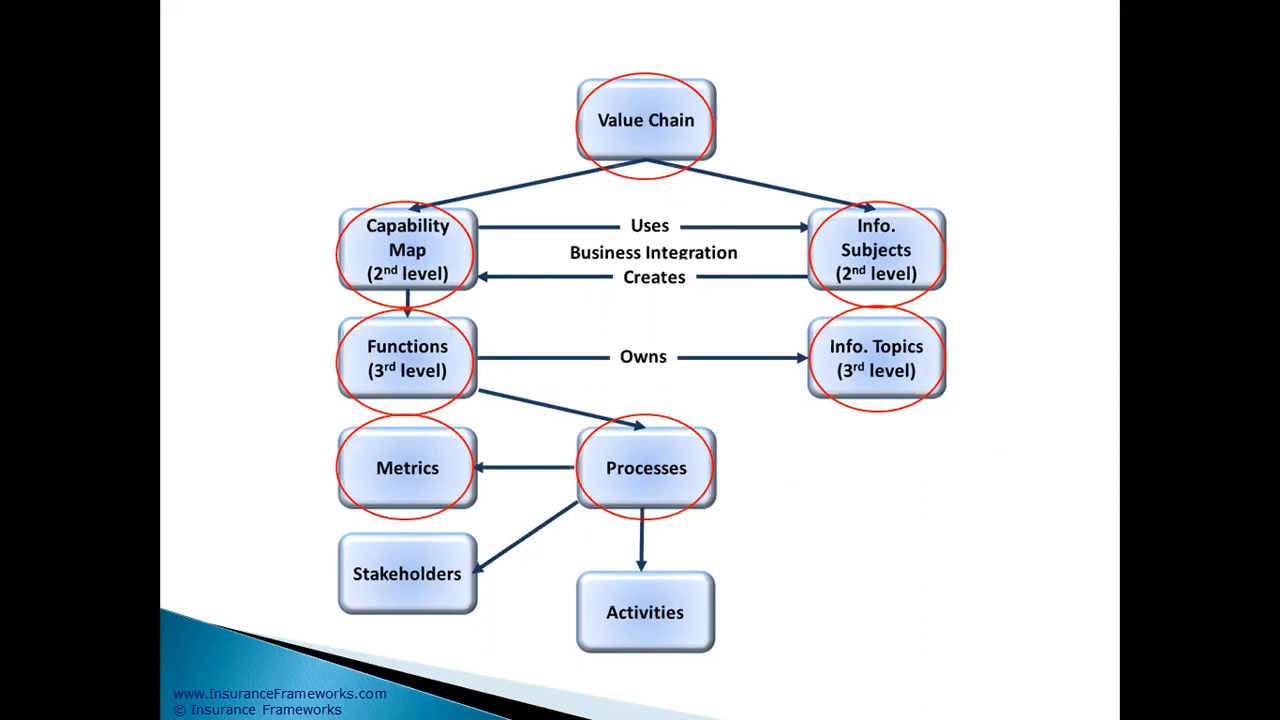 Value Chain
Capability
Map
(2nd level)
Uses
Business Integration
Creates
Info.
Subjects
(2nd level)
Functions
(3rd level)
Owns
Info. Topics
(3rd level)
Metrics
Processes
Stakeholders
Activities
www.InsuranceFrameworks.com
© Insurance Frameworks